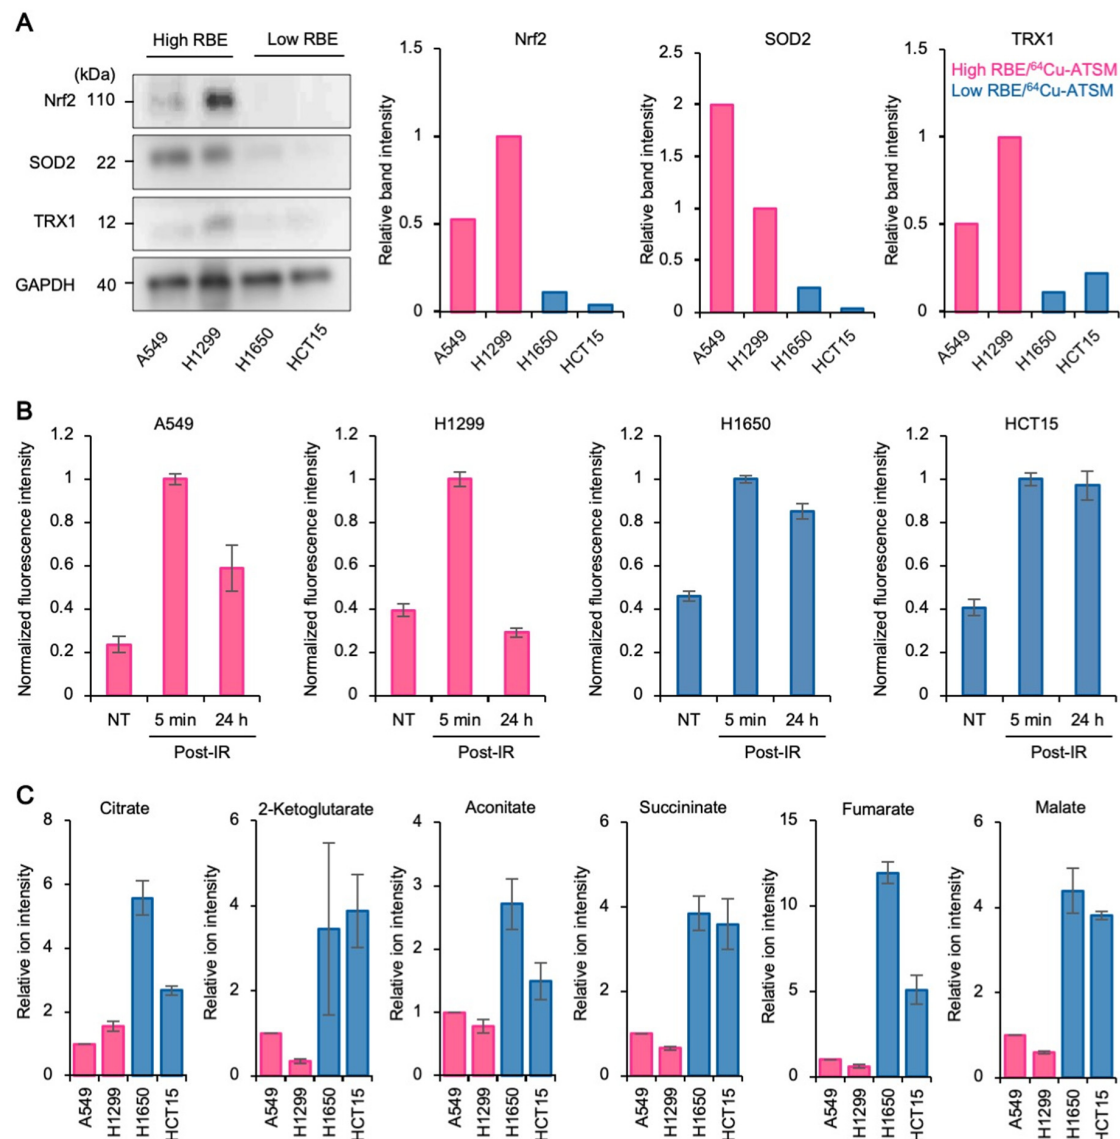 A
High RBE Low RBE
(kDa)
Nrf2 110
SOD2 22
TRX1 12
GAPDH 40
A549 H1299 H1650 HCT15
Nrf2
Relative band intensity
1.5
1
0.5
0
A549 H1299 H1650 HCT15
SOD2
Relative band intensity
2.5
2
1.5
1
0.5
0
A549 H1299 H1650 HCT15
TRX1
High RBE/64Cu-ATSM
Low RBE/64Cu-ATSM
Relative band intensity
1.5
1
0.5
0
A549 H1299 H1650 HCT15
B
A549
Normalized fluorescence intensity
1.2
1
0.8
0.6
0.4
0.2
0
NT 5 min 24 h
Post-IR
H1299
Normalized fluorescence intensity
1.2
1
0.8
0.6
0.4
0.2
0
NT 5 min 24 h
Post-IR
H1650
Normalized fluorescence intensity
1.2
1
0.8
0.6
0.4
0.2
0
NT 5 min 24 h
Post-IR
HCT15
Normalized fluorescence intensity
1.2
1
0.8
0.6
0.4
0.2
0
NT 5 min 24 h
Post-IR
C
Citrate
Relative ion intensity
8
6
4
2
0
A549 H1299 H1650 HCT15
2-Ketoglutarate
Relative ion intensity
6
4
2
0
A549 H1299 H1650 HCT15
Aconitate
Relative ion intensity
4
3
2
1
0
A549 H1299 H1650 HCT15
Succininate
Relative ion intensity
6
4
2
0
A549 H1299 H1650 HCT15
Fumarate
Relative ion intensity
15
10
5
0
A549 H1299 H1650 HCT15
Malate
Relative ion intensity
6
4
2
0
A549 H1299 H1650 HCT15